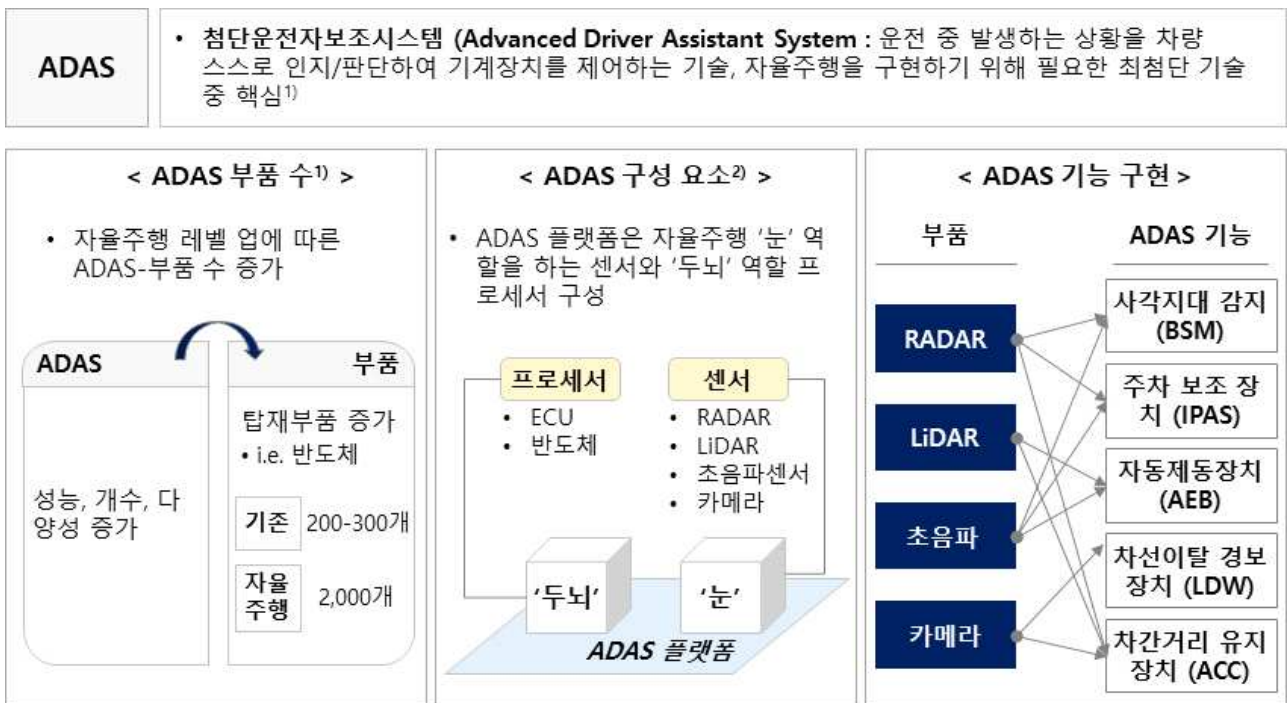 ADAS
• 첨단운전자보조시스템 (Advanced Driver Assistant System : 운전 중 발생하는 상황을 차량
스스로 인지/판단하여 기계장치를 제어하는 기술, 자율주행을 구현하기 위해 필요한 최첨단 기술
중 핵심1)
< ADAS 부품 수1) >
• 자율주행 레벨 업에 따른
ADAS-부품 수 증가
ADAS
성능, 개수, 다
양성 증가
부품
탑재부품 증가
• i.e. 반도체
기존 200-300개
자율
주행 2,000개
< ADAS 구성 요소2) >
• ADAS 플랫폼은 자율주행 ‘눈’ 역
할을 하는 센서와 ‘두뇌’ 역할 프
로세서 구성
프로세서
• ECU
• 반도체
센서
• RADAR
• LiDAR
• 초음파센서
• 카메라
‘두뇌’
‘눈’
ADAS 플랫폼
< ADAS 기능 구현 >
부품
RADAR
LiDAR
초음파
카메라
ADAS 기능
사각지대 감지
(BSM)
주차 보조 장
치 (IPAS)
자동제동장치
(AEB)
차선이탈 경보
장치 (LDW)
차간거리 유지
장치 (ACC)